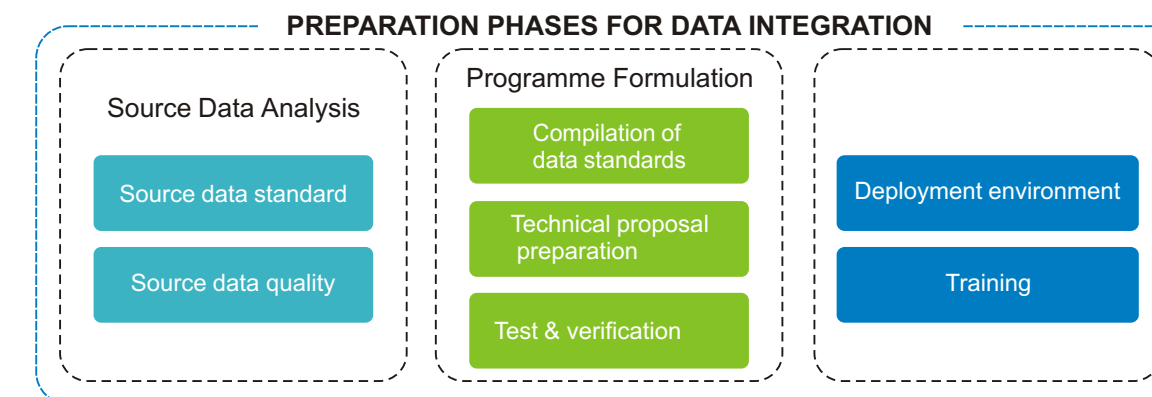 PREPARATION PHASES FOR DATA INTEGRATION
Source Data Analysis
Source data standard
Source data quality
Programme Formulation
Compilation of
data standards
Technical proposal
preparation
Test & verification
Deployment environment
Training